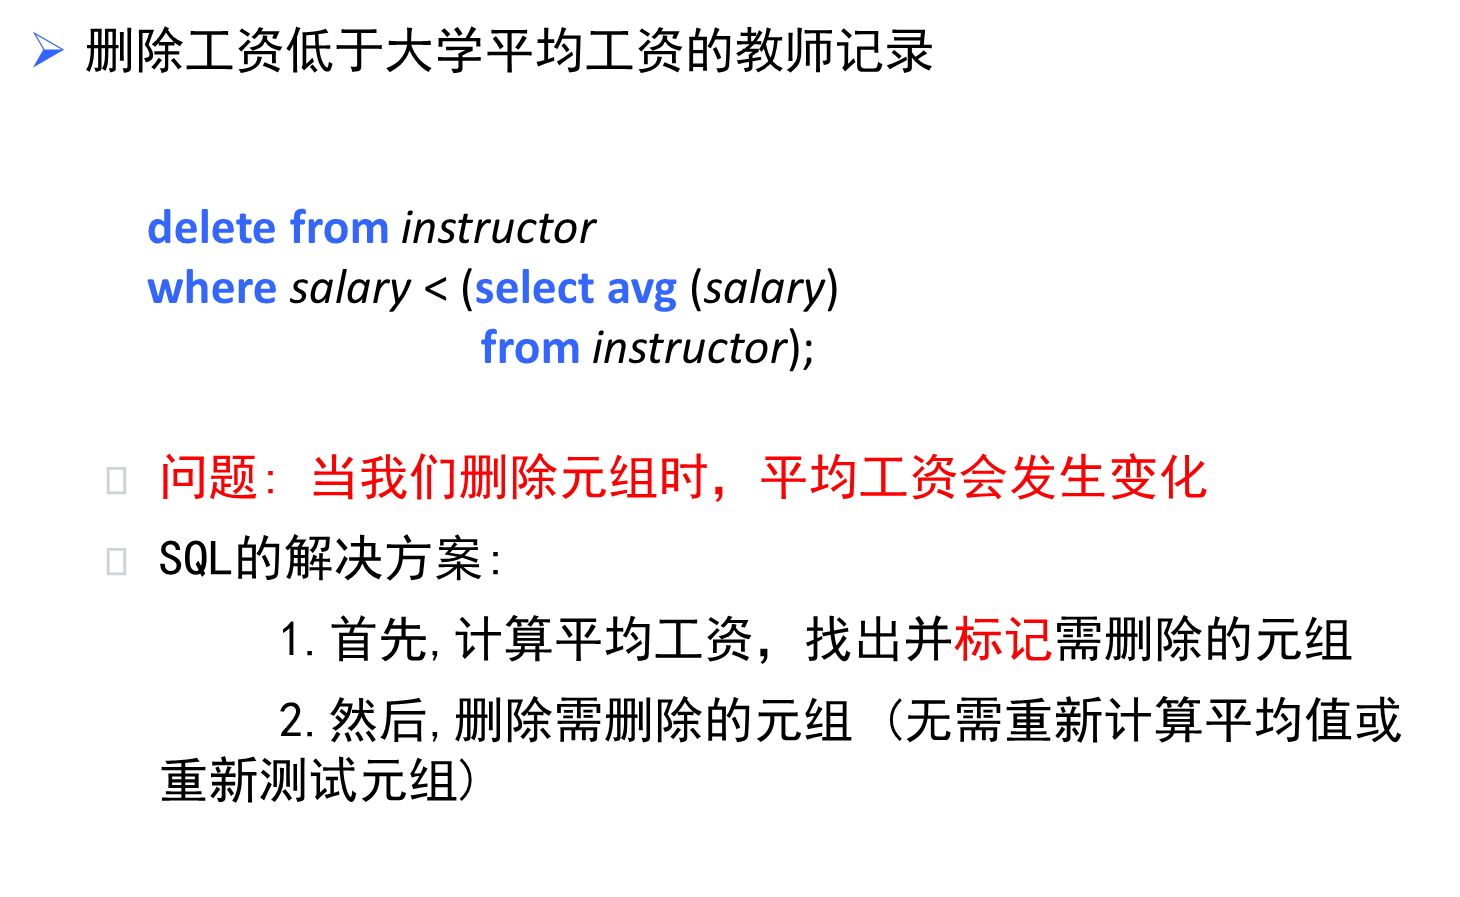 删除工资低于大学平均工资的教师记录
delete from instructor
where salary < (select avg (salary)
from instructor);
问题: 当我们删除元组时，平均工资会发生变化
SQL的解决方案:
1.首先,计算平均工资，找出并标记需删除的元组
2.然后,删除需删除的元组 (无需重新计算平均值或
重新测试元组)